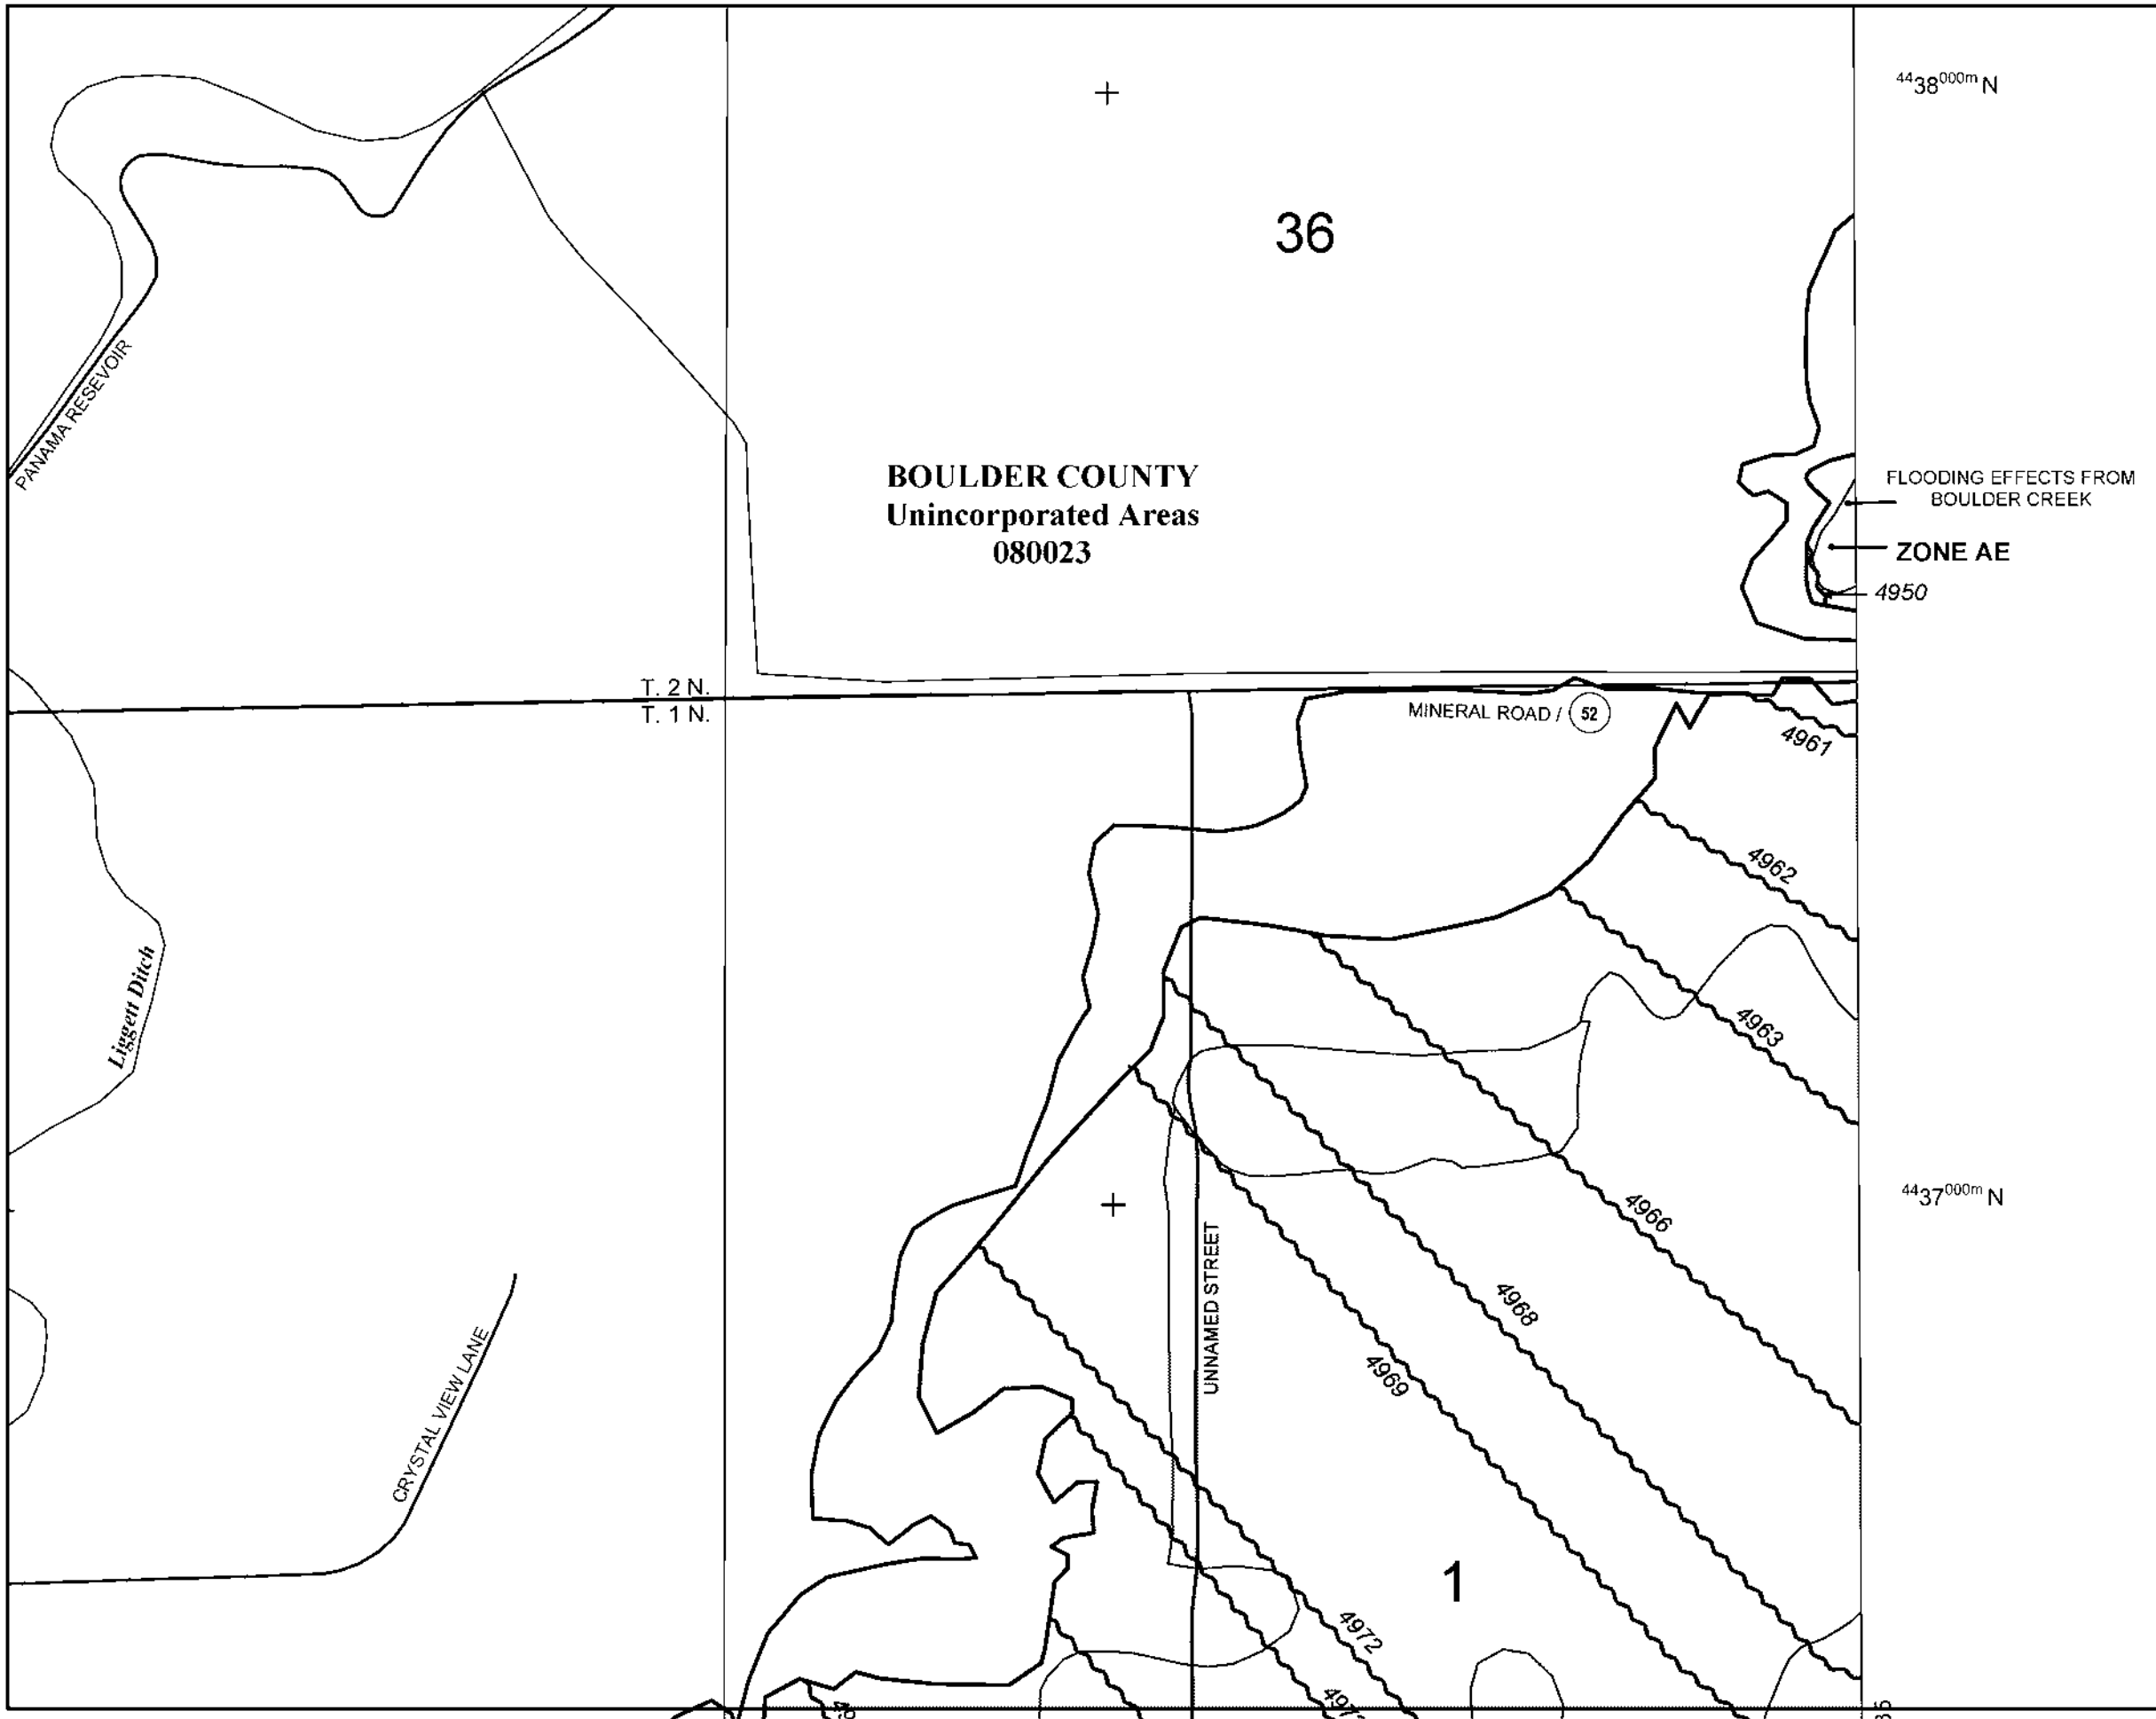 4438000m N
36
PANAMA RESEVOIR
BOULDER COUNTY
Unincorporated Areas
080023
FLOODING EFFECTS FROM
BOULDER CREEK
ZONE AE
4950
T. 2 N.
T. 1 N.
MINERAL ROAD / 52
4961
4962
Liggett Ditch
4963
4437000m N
4966
UNNAMED STREET
4968
4969
CRYSTAL VIEW LANE
1
4972